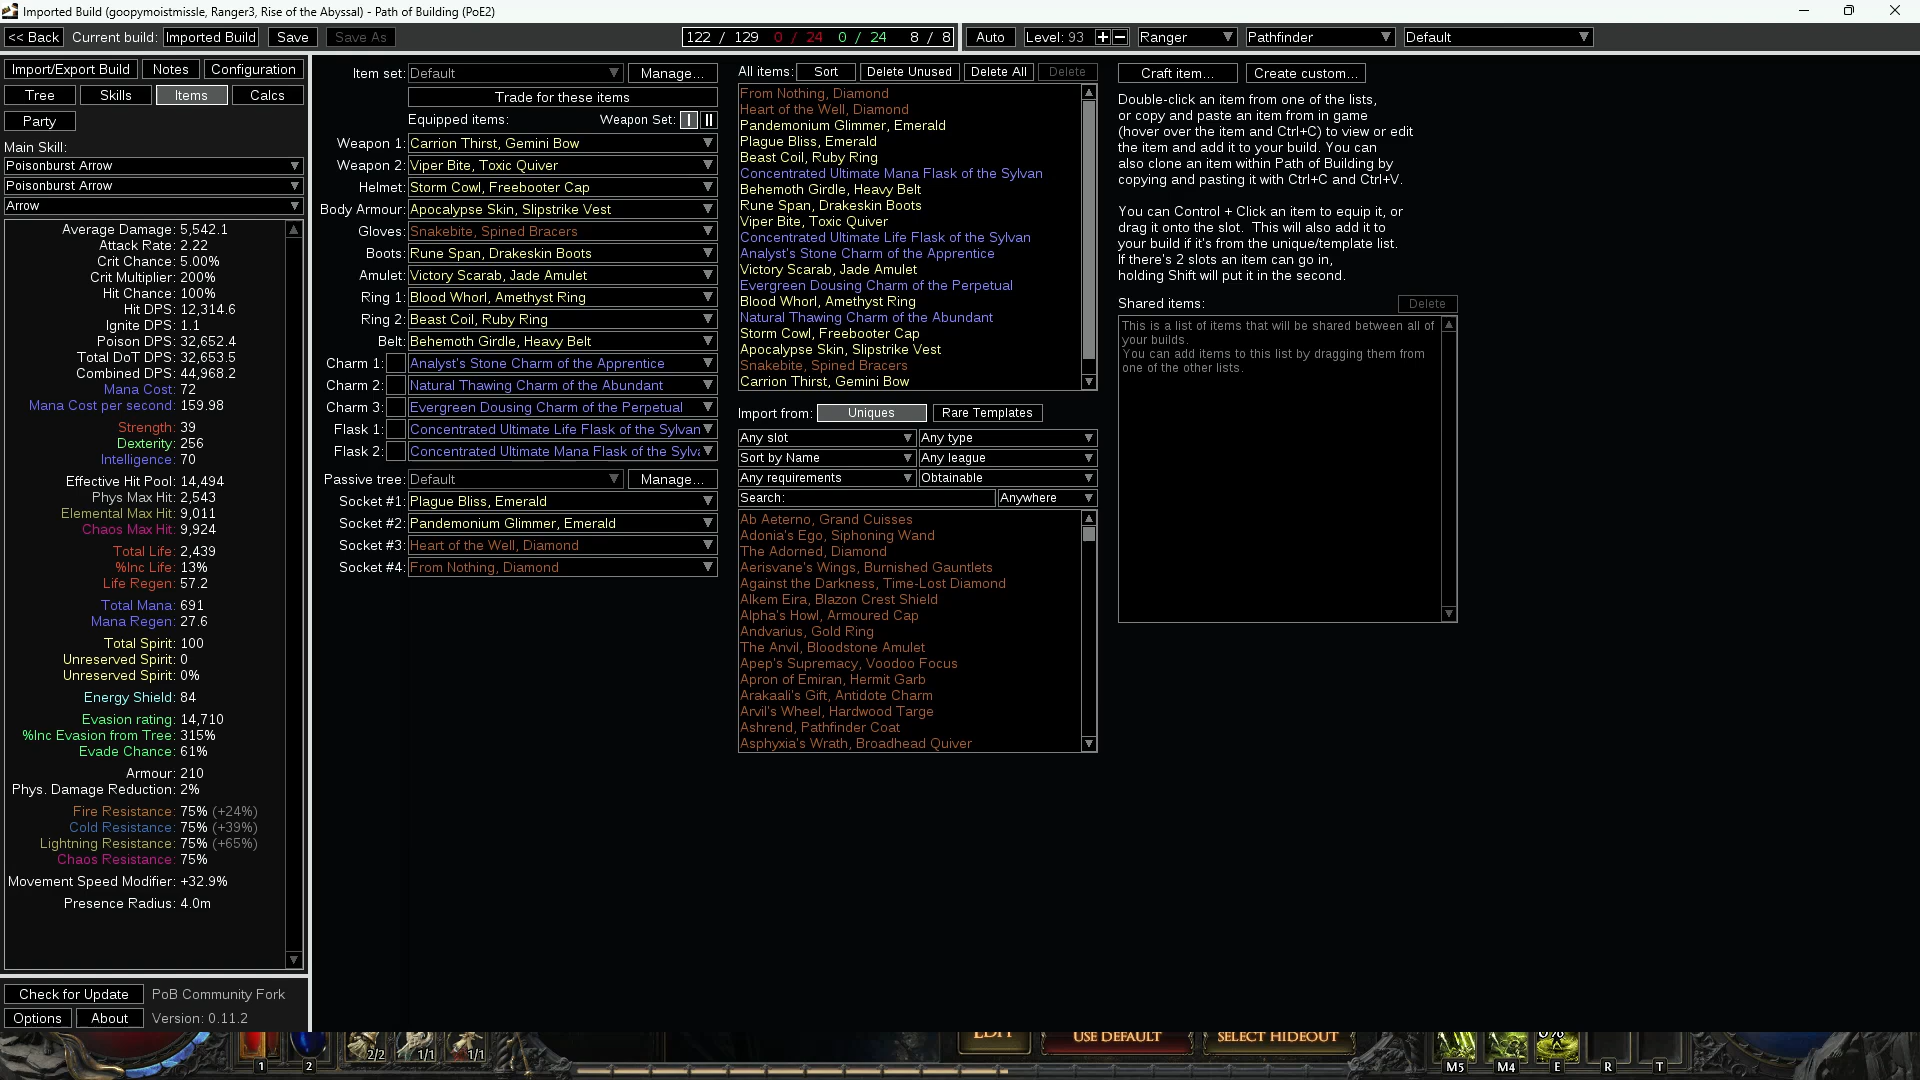 Imported Build (goopymoistmissle, Ranger3, Rise of the Abyssal) - Path of Building (PoE2)
<< Back Current build: Imported Build Save Save As 122 / 129 0 / 24 0 / 24 8 / 8 Auto Level: 93 Ranger Pathfinder Default
Import/Export Build Notes Configuration
Tree Skills Items Calcs
Party
Main Skill:
Poisonburst Arrow
Poisonburst Arrow
Arrow
Average Damage: 5,542.1
Attack Rate: 2.22
Crit Chance: 5.00%
Crit Multiplier: 200%
Hit Chance: 100%
Hit DPS: 12,314.6
Ignite DPS: 1.1
Poison DPS: 32,652.4
Total DoT DPS: 32,653.5
Combined DPS: 44,968.2
Mana Cost: 72
Mana Cost per second: 159.98
Strength: 39
Dexterity: 256
Intelligence: 70
Effective Hit Pool: 14,494
Phys Max Hit: 2,543
Elemental Max Hit: 9,011
Chaos Max Hit: 9,924
Total Life: 2,439
%Inc Life: 13%
Life Regen: 57.2
Total Mana: 691
Mana Regen: 27.6
Total Spirit: 100
Unreserved Spirit: 0
Unreserved Spirit: 0%
Energy Shield: 84
Evasion rating: 14,710
%Inc Evasion from Tree: 315%
Evade Chance: 61%
Armour: 210
Phys. Damage Reduction: 2%
Fire Resistance: 75% (+24%)
Cold Resistance: 75% (+39%)
Lightning Resistance: 75% (+65%)
Chaos Resistance: 75%
Movement Speed Modifier: +32.9%
Presence Radius: 4.0m
Check for Update PoB Community Fork
Options About Version: 0.11.2
Item set: Default Manage...
Trade for these items
Equipped items: Weapon Set: I II
Weapon 1: Carrion Thirst, Gemini Bow
Weapon 2: Viper Bite, Toxic Quiver
Helmet: Storm Cowl, Freebooter Cap
Body Armour: Apocalypse Skin, Slipstrike Vest
Gloves: Snakebite, Spined Bracers
Boots: Rune Span, Drakeskin Boots
Amulet: Victory Scarab, Jade Amulet
Ring 1: Blood Whorl, Amethyst Ring
Ring 2: Beast Coil, Ruby Ring
Belt: Behemoth Girdle, Heavy Belt
Charm 1: Analyst's Stone Charm of the Apprentice
Charm 2: Natural Thawing Charm of the Abundant
Charm 3: Evergreen Dousing Charm of the Perpetual
Flask 1: Concentrated Ultimate Life Flask of the Sylvan
Flask 2: Concentrated Ultimate Mana Flask of the Sylv
Passive tree: Default Manage...
Socket #1: Plague Bliss, Emerald
Socket #2: Pandemonium Glimmer, Emerald
Socket #3: Heart of the Well, Diamond
Socket #4: From Nothing, Diamond
All items: Sort Delete Unused Delete All Delete
From Nothing, Diamond
Heart of the Well, Diamond
Pandemonium Glimmer, Emerald
Plague Bliss, Emerald
Beast Coil, Ruby Ring
Concentrated Ultimate Mana Flask of the Sylvan
Behemoth Girdle, Heavy Belt
Rune Span, Drakeskin Boots
Viper Bite, Toxic Quiver
Concentrated Ultimate Life Flask of the Sylvan
Analyst's Stone Charm of the Apprentice
Victory Scarab, Jade Amulet
Evergreen Dousing Charm of the Perpetual
Blood Whorl, Amethyst Ring
Natural Thawing Charm of the Abundant
Storm Cowl, Freebooter Cap
Apocalypse Skin, Slipstrike Vest
Snakebite, Spined Bracers
Carrion Thirst, Gemini Bow
Import from: Uniques Rare Templates
Any slot Any type
Sort by Name Any league
Any requirements Obtainable
Search: Anywhere
Ab Aeterno, Grand Cuisses
Adonia's Ego, Siphoning Wand
The Adorned, Diamond
Aerisvane's Wings, Burnished Gauntlets
Against the Darkness, Time-Lost Diamond
Alkem Eira, Blazon Crest Shield
Alpha's Howl, Armoured Cap
Andvarius, Gold Ring
The Anvil, Bloodstone Amulet
Apep's Supremacy, Voodoo Focus
Apron of Emiran, Hermit Garb
Arakaali's Gift, Antidote Charm
Arvil's Wheel, Hardwood Targe
Ashrend, Pathfinder Coat
Asphyxia's Wrath, Broadhead Quiver
Craft item... Create custom...
Double-click an item from one of the lists,
or copy and paste an item from in game
(hover over the item and Ctrl+C) to view or edit
the item and add it to your build. You can
also clone an item within Path of Building by
copying and pasting it with Ctrl+C and Ctrl+V.
You can Control + Click an item to equip it, or
drag it onto the slot. This will also add it to
your build if it's from the unique/template list.
If there's 2 slots an item can go in,
holding Shift will put it in the second.
Shared items: Delete
This is a list of items that will be shared between all of
your builds.
You can add items to this list by dragging them from
one of the other lists.
EDIT USE DEFAULT SELECT HIDEOUT
2/2 1/1 1/1
1 2 M5 M4 E R T